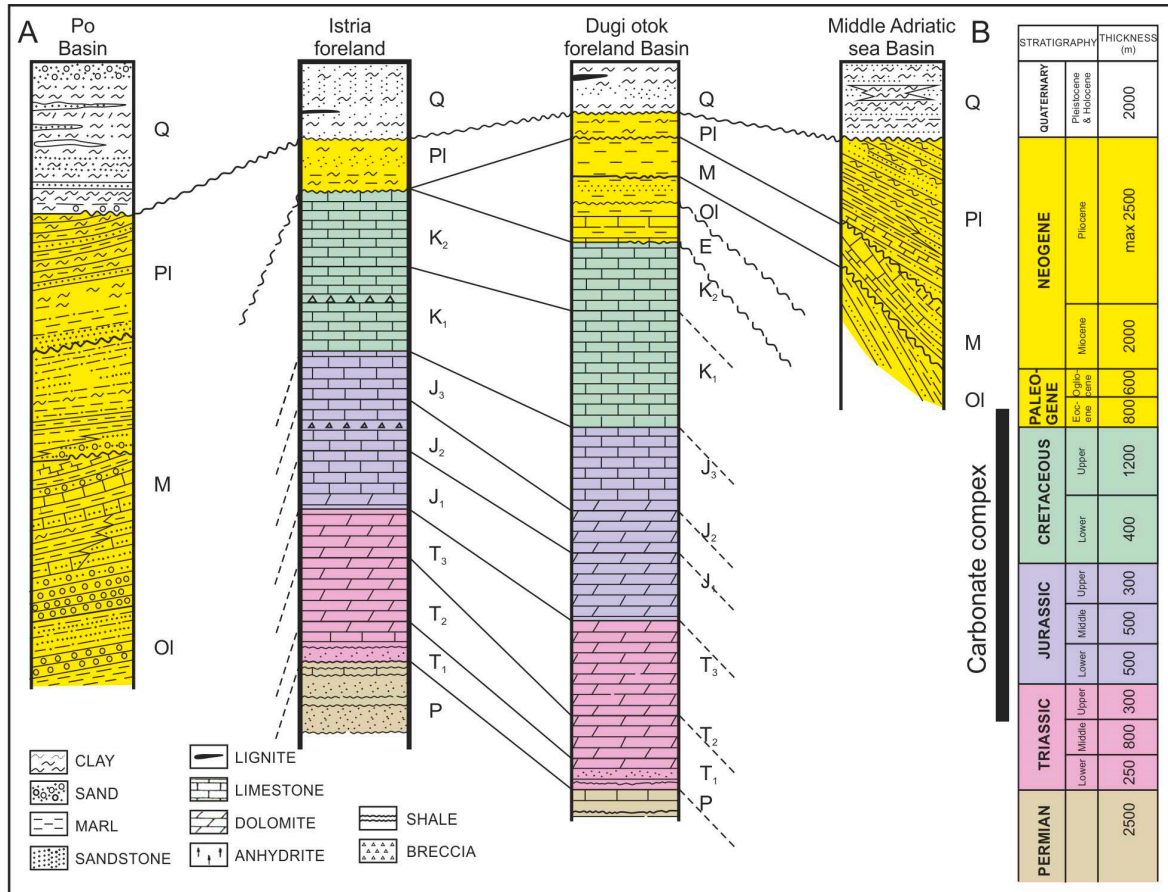 A
Po
Basin
Istria
foreland
Dugi otok
foreland Basin
Middle Adriatic
sea Basin
B
Q
Pl
M
Ol
Q
Pl
K2
K1
J3
J2
J1
T3
T2
T1
P
Q
Pl
M
Ol
E
K2
K1
J3
J2
J1
T3
T2
T1
P
Q
Pl
M
Ol
CLAY
SAND
MARL
SANDSTONE
LIGNITE
LIMESTONE
DOLOMITE
ANHYDRITE
SHALE
BRECCIA
Carbonate compex
STRATIGRAPHY
THICKNESS
(m)
QUATERNARY
Pleistocene
& Holocene
2000
NEOGENE
Pliocene
max 2500
Miocene
2000
PALEO-
GENE
Oglio-
cene
600
Eoc-
ene
800
CRETACEOUS
Upper
1200
Lower
400
JURASSIC
Upper
300
Middle
500
Lower
500
TRIASSIC
Upper
300
Middle
800
Lower
250
PERMIAN
2500